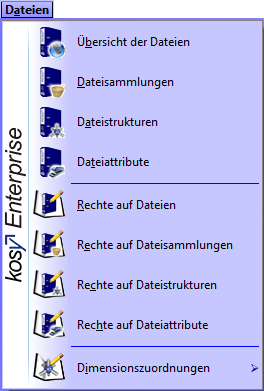 Dateien
Übersicht der Dateien
Dateisammlungen
Dateistrukturen
Dateiattribute
Rechte auf Dateien
Rechte auf Dateisammlungen
Rechte auf Dateistrukturen
Rechte auf Dateiattribute
Dimensionszuordnungen
kosy Enterprise